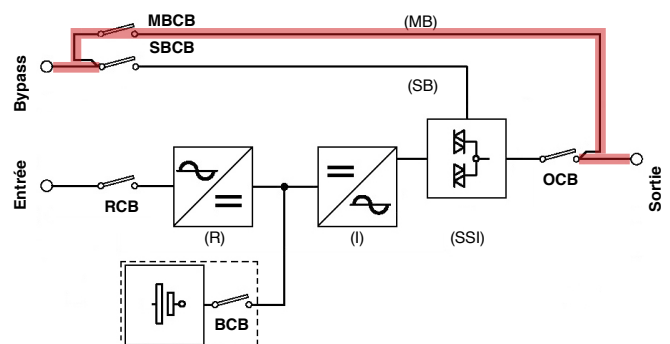 MBCB
(MB)
SBCB
Bypass
(SB)
Entrée
RCB
(R)
(I)
(SSI)
OCB
Sortie
BCB